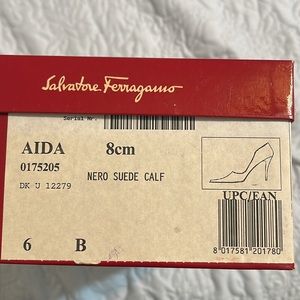 Salvatore Ferragamo
Serial Nr.
AIDA 8cm
0175205
DK U 12279
NERO SUEDE CALF
UPC/EAN
8 017581 201780
6 B